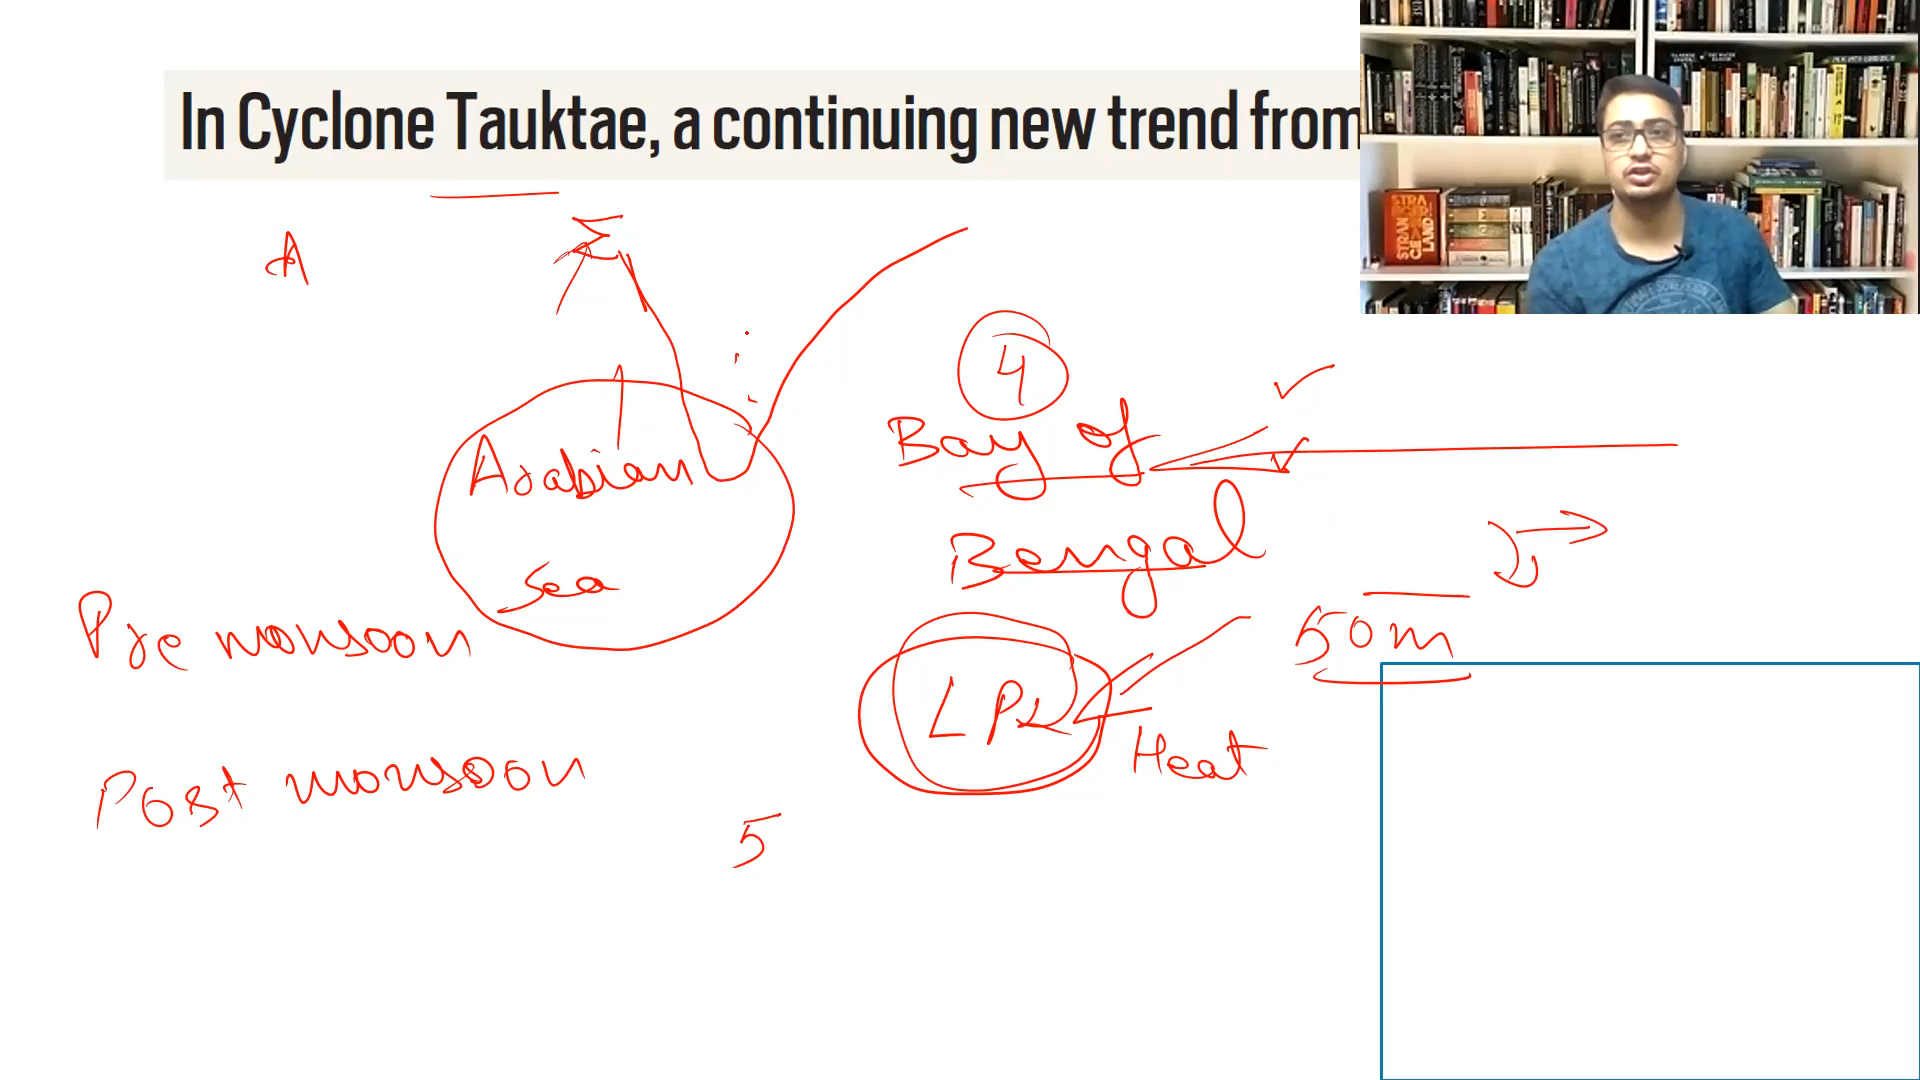 In Cyclone Tauktae, a continuing new trend from
STRA
A
4
Bay of
Bengal
Arabian
Sea
Pre monsoon
50m
Heat
Post monsoon
5